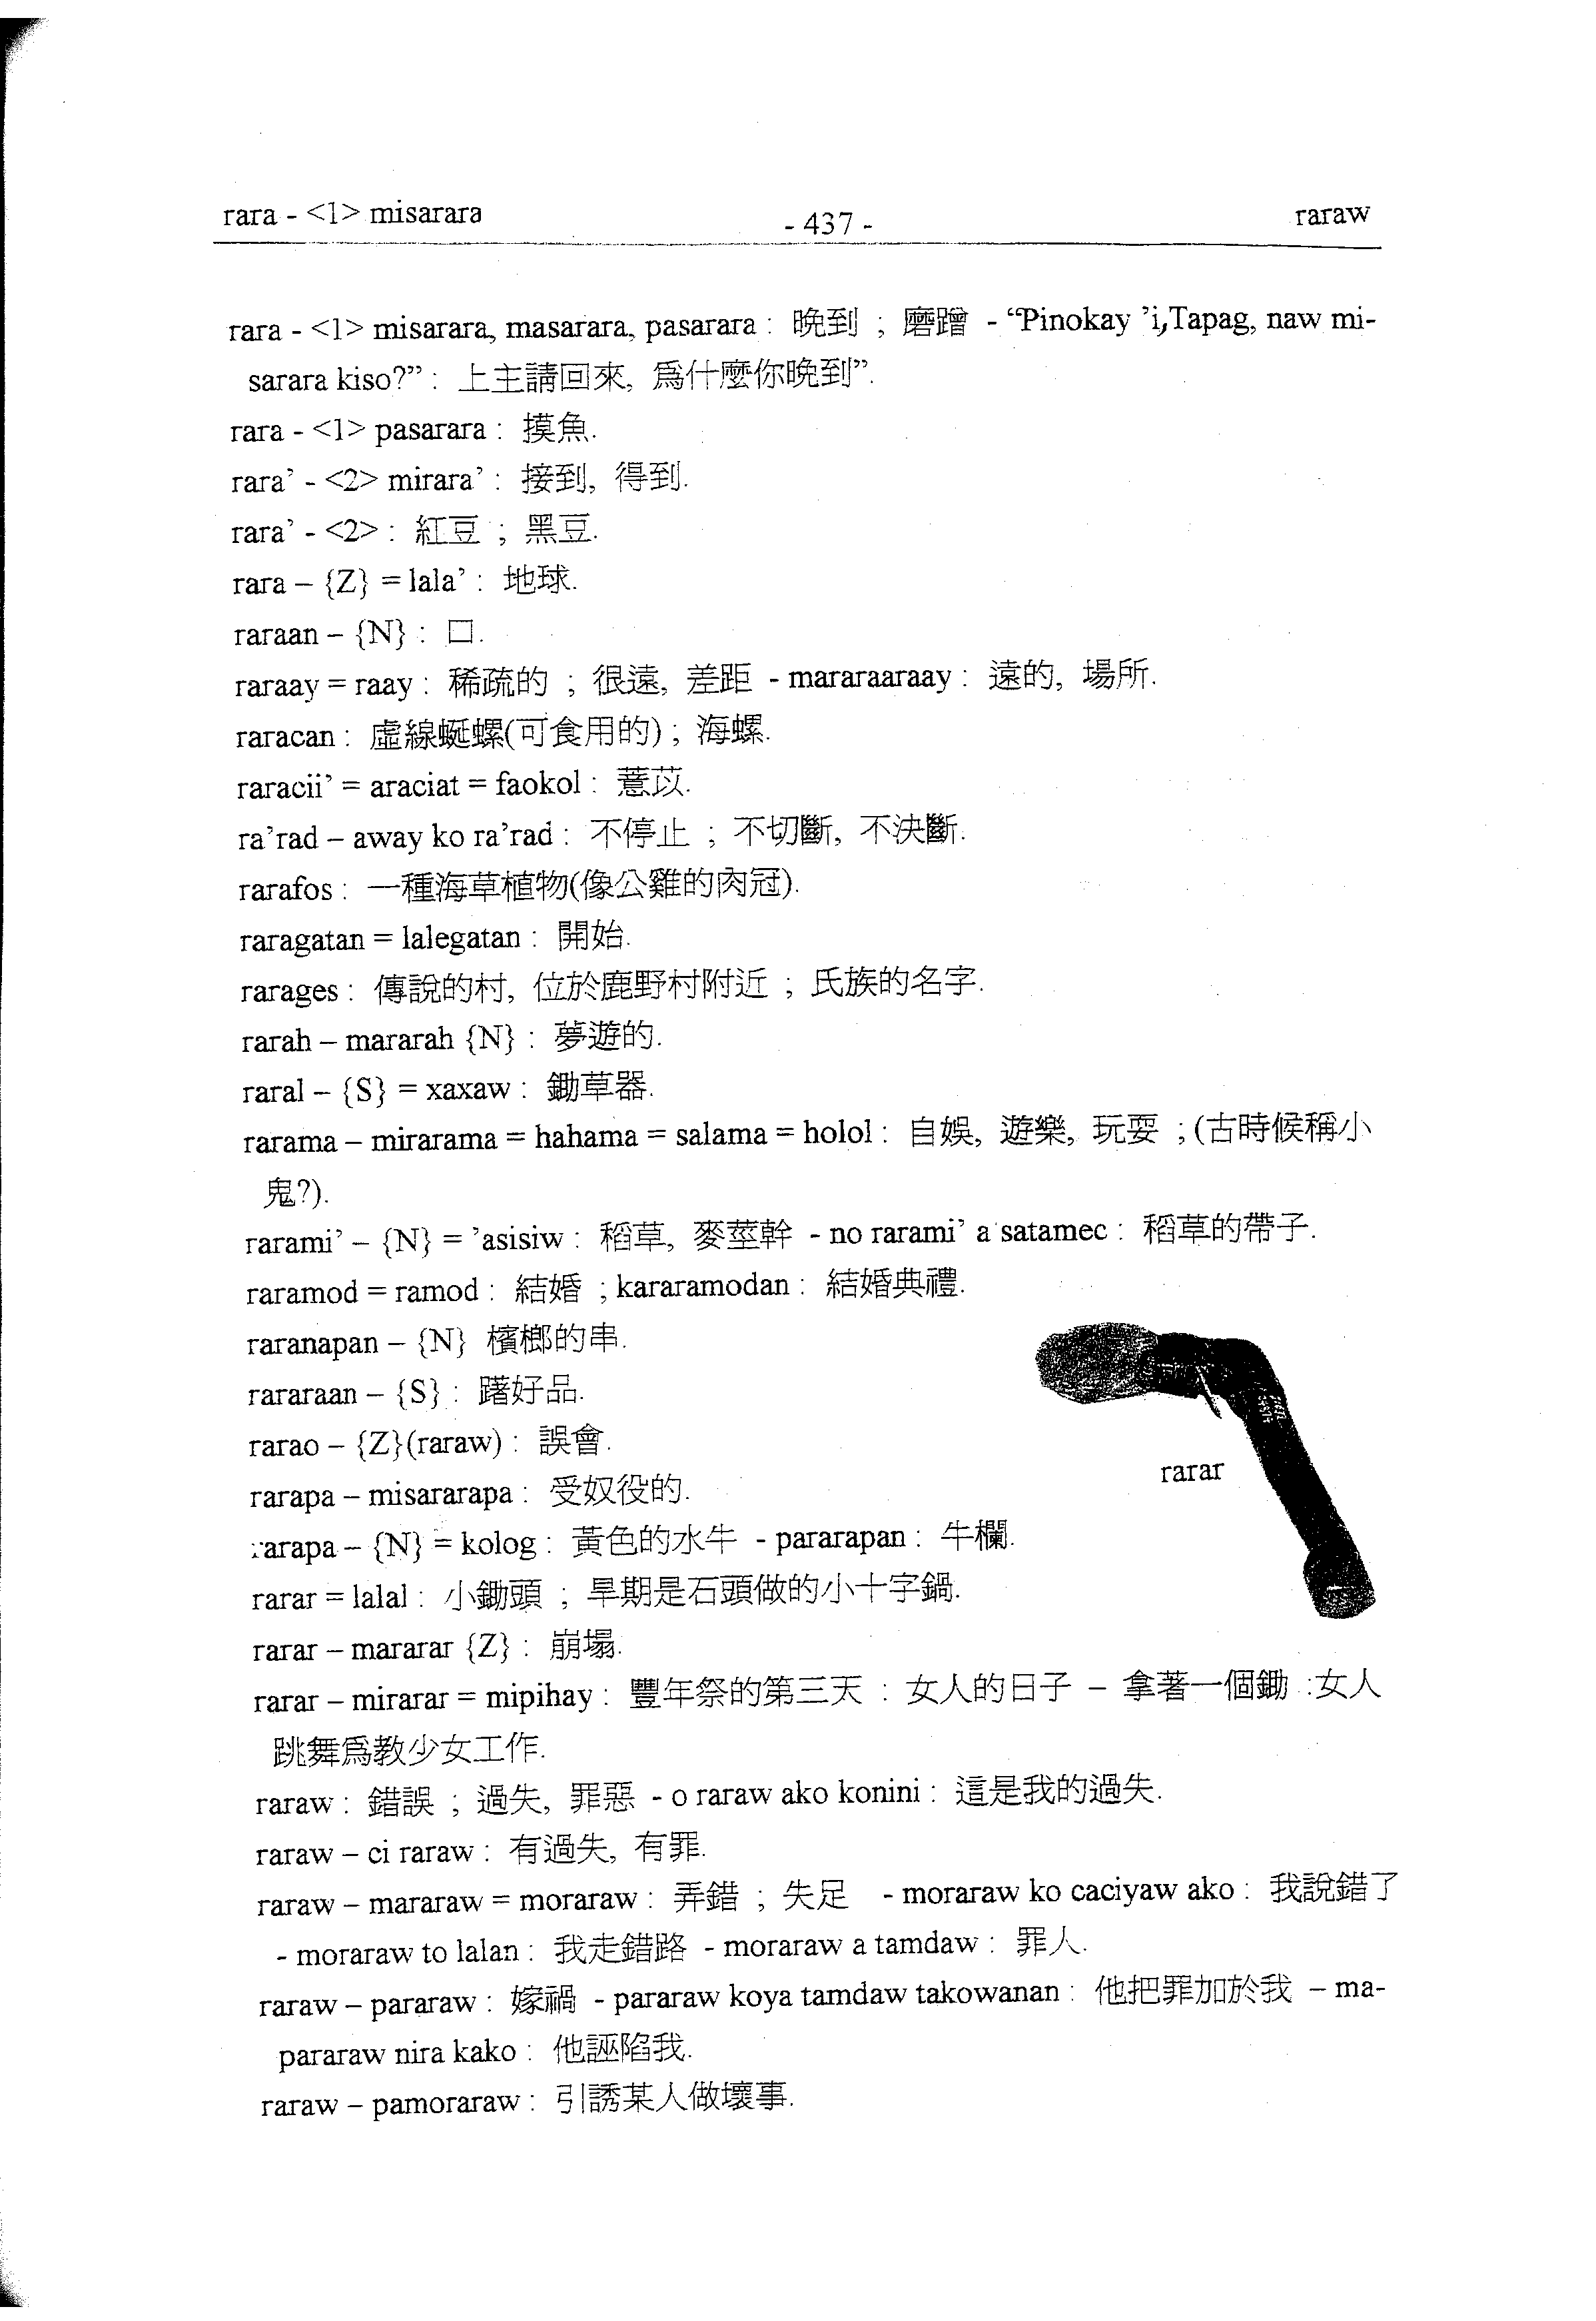 rara - <1> misarara
- 437 -
raraw
rara - <1> misarara, masarara, pasarara : 晚到 ; 磨蹭 - “Pinokay ’i,Tapag, naw mi-
sarara kiso?” : 上主請回來, 爲什麼你晚到”.
rara - <1> pasarara : 摸魚.
rara’ - <2> mirara’ : 接到, 得到.
rara’ - <2> : 紅豆 ; 黑豆.
rara – {Z} = lala’ : 地球.
raraan – {N} : 口.
raraay = raay : 稀疏的 ; 很遠, 差距 - mararaaraay : 遠的, 場所.
raracan : 虛線蜒螺(可食用的) ; 海螺.
raracii’ = araciat = faokol : 薏苡.
ra’rad – away ko ra’rad : 不停止 ; 不切斷, 不決斷.
rarafos : 一種海草植物(像公雞的肉冠).
raragatan = lalegatan : 開始.
rarages : 傳說的村, 位於鹿野村附近 ; 氏族的名字.
rarah – mararah {N} : 夢遊的.
raral – {S} = xaxaw : 鋤草器.
rarama – mirarama = hahama = salama = holol : 自娛, 遊樂, 玩耍 ; (古時候稱小
鬼?).
rarami’ – {N} = ’asisiw : 稻草, 麥莖幹 - no rarami’ a satamec : 稻草的帶子.
raramod = ramod : 結婚 ; kararamodan : 結婚典禮.
raranapan – {N} 檳榔的串.
rararaan – {S} : 躇好品.
rarao – {Z}(raraw) : 誤會.
rarar
rarapa – misararapa : 受奴役的.
rarapa – {N} = kolog : 黃色的水牛 - pararapan : 牛欄.
rarar = lalal : 小鋤頭 ; 早期是石頭做的小十字鍋.
rarar – mararar {Z} : 崩塌.
rarar – mirarar = mipihay : 豐年祭的第三天 : 女人的日子 – 拿著一個鋤 :女人
跳舞爲教少女工作.
raraw : 錯誤 ; 過失, 罪惡 - o raraw ako konini : 這是我的過失.
raraw – ci raraw : 有過失, 有罪.
raraw – mararaw = moraraw : 弄錯 ; 失足 - moraraw ko caciyaw ako : 我說錯了
- moraraw to lalan : 我走錯路 - moraraw a tamdaw : 罪人.
raraw – pararaw : 嫁禍 - pararaw koya tamdaw takowanan : 他把罪加於我 – ma-
pararaw nira kako : 他誣陷我.
raraw – pamoraraw : 引誘某人做壞事.